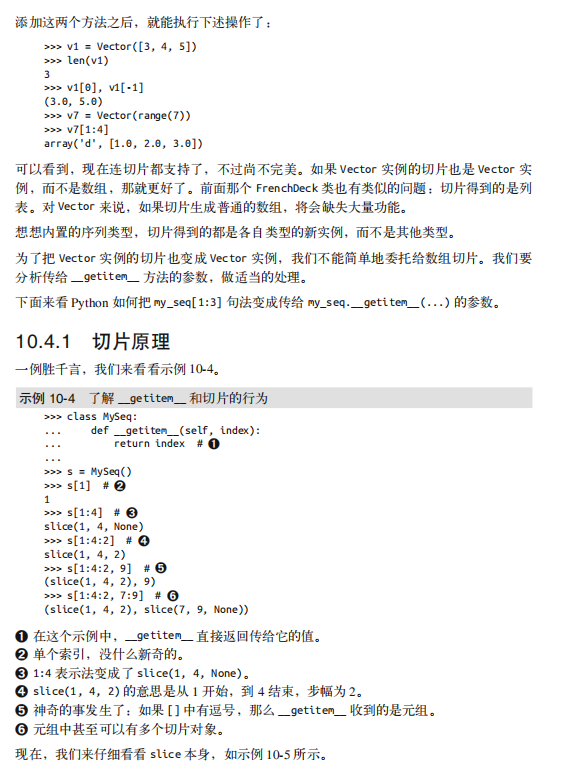 添加这两个方法之后，就能执行下述操作了：
>>> v1 = Vector([3, 4, 5])
>>> len(v1)
3
>>> v1[0], v1[-1]
(3.0, 5.0)
>>> v7 = Vector(range(7))
>>> v7[1:4]
array('d', [1.0, 2.0, 3.0])
可以看到，现在连切片都支持了，不过尚不完美。如果 Vector 实例的切片也是 Vector 实
例，而不是数组，那就更好了。前面那个 FrenchDeck 类也有类似的问题：切片得到的是列
表。对 Vector 来说，如果切片生成普通的数组，将会缺失大量功能。
想想内置的序列类型，切片得到的都是各自类型的新实例，而不是其他类型。
为了把 Vector 实例的切片也变成 Vector 实例，我们不能简单地委托给数组切片。我们要
分析传给 __getitem__ 方法的参数，做适当的处理。
下面来看 Python 如何把 my_seq[1:3] 句法变成传给 my_seq.__getitem__(...) 的参数。
10.4.1 切片原理
一例胜千言，我们来看看示例 10-4。
示例 10-4 了解 __getitem__ 和切片的行为
>>> class MySeq:
...     def __getitem__(self, index):
...         return index  # ❶
...
>>> s = MySeq()
>>> s[1]  # ❷
1
>>> s[1:4]  # ❸
slice(1, 4, None)
>>> s[1:4:2]  # ❹
slice(1, 4, 2)
>>> s[1:4:2, 9]  # ❺
(slice(1, 4, 2), 9)
>>> s[1:4:2, 7:9]  # ❻
(slice(1, 4, 2), slice(7, 9, None))
❶ 在这个示例中，__getitem__ 直接返回传给它的值。
❷ 单个索引，没什么新奇的。
❸ 1:4 表示法变成了 slice(1, 4, None)。
❹ slice(1, 4, 2) 的意思是从 1 开始，到 4 结束，步幅为 2。
❺ 神奇的事发生了：如果 [] 中有逗号，那么 __getitem__ 收到的是元组。
❻ 元组中甚至可以有多个切片对象。
现在，我们来仔细看看 slice 本身，如示例 10-5 所示。